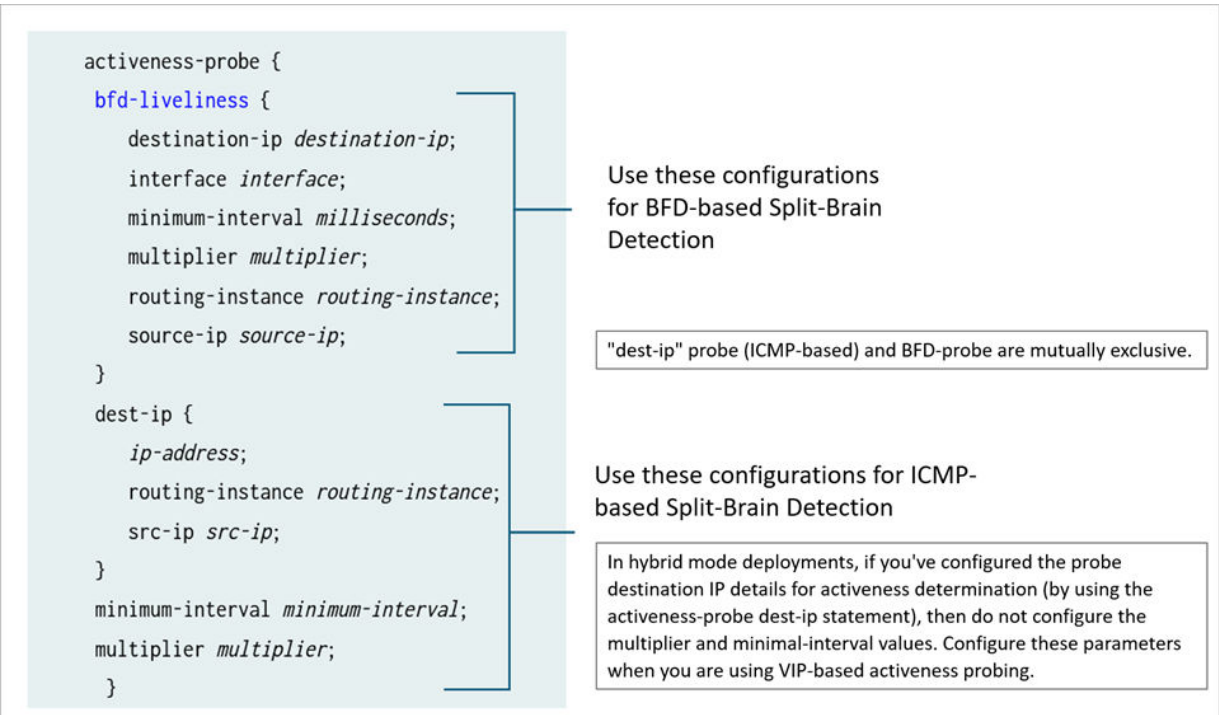 activeness-probe {
bfd-liveliness {
destination-ip destination-ip;
interface interface;
minimum-interval milliseconds;
multiplier multiplier;
routing-instance routing-instance;
source-ip source-ip;
}
dest-ip {
ip-address;
routing-instance routing-instance;
src-ip src-ip;
}
minimum-interval minimum-interval;
multiplier multiplier;
}
Use these configurations
for BFD-based Split-Brain
Detection
"dest-ip" probe (ICMP-based) and BFD-probe are mutually exclusive.
Use these configurations for ICMP-
based Split-Brain Detection
In hybrid mode deployments, if you've configured the probe
destination IP details for activeness determination (by using the
activeness-probe dest-ip statement), then do not configure the
multiplier and minimal-interval values. Configure these parameters
when you are using VIP-based activeness probing.